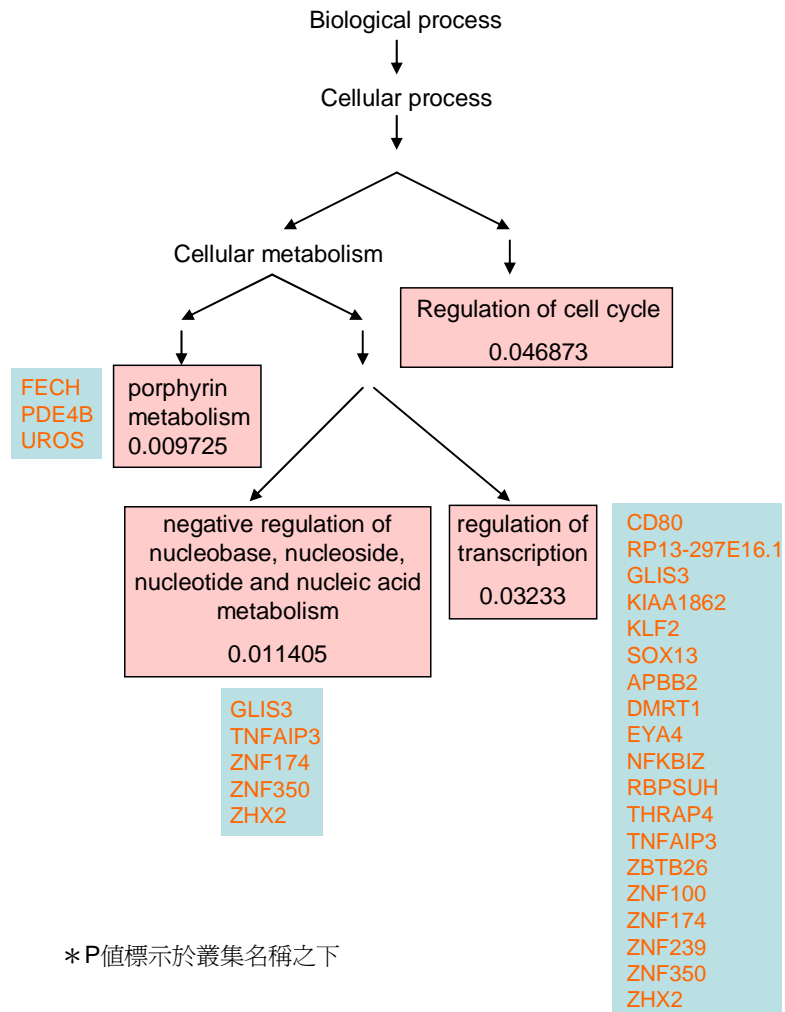 Biological process
Cellular process
Cellular metabolism
Regulation of cell cycle
0.046873
FECH
PDE4B
UROS
porphyrin
metabolism
0.009725
negative regulation of
nucleobase, nucleoside,
nucleotide and nucleic acid
metabolism
0.011405
regulation of
transcription
0.03233
GLIS3
TNFAIP3
ZNF174
ZNF350
ZHX2
CD80
RP13-297E16.1
GLIS3
KIAA1862
KLF2
SOX13
APBB2
DMRT1
EYA4
NFKBIZ
RBPSUH
THRAP4
TNFAIP3
ZBTB26
ZNF100
ZNF174
ZNF239
ZNF350
ZHX2
＊P值標示於叢集名稱之下